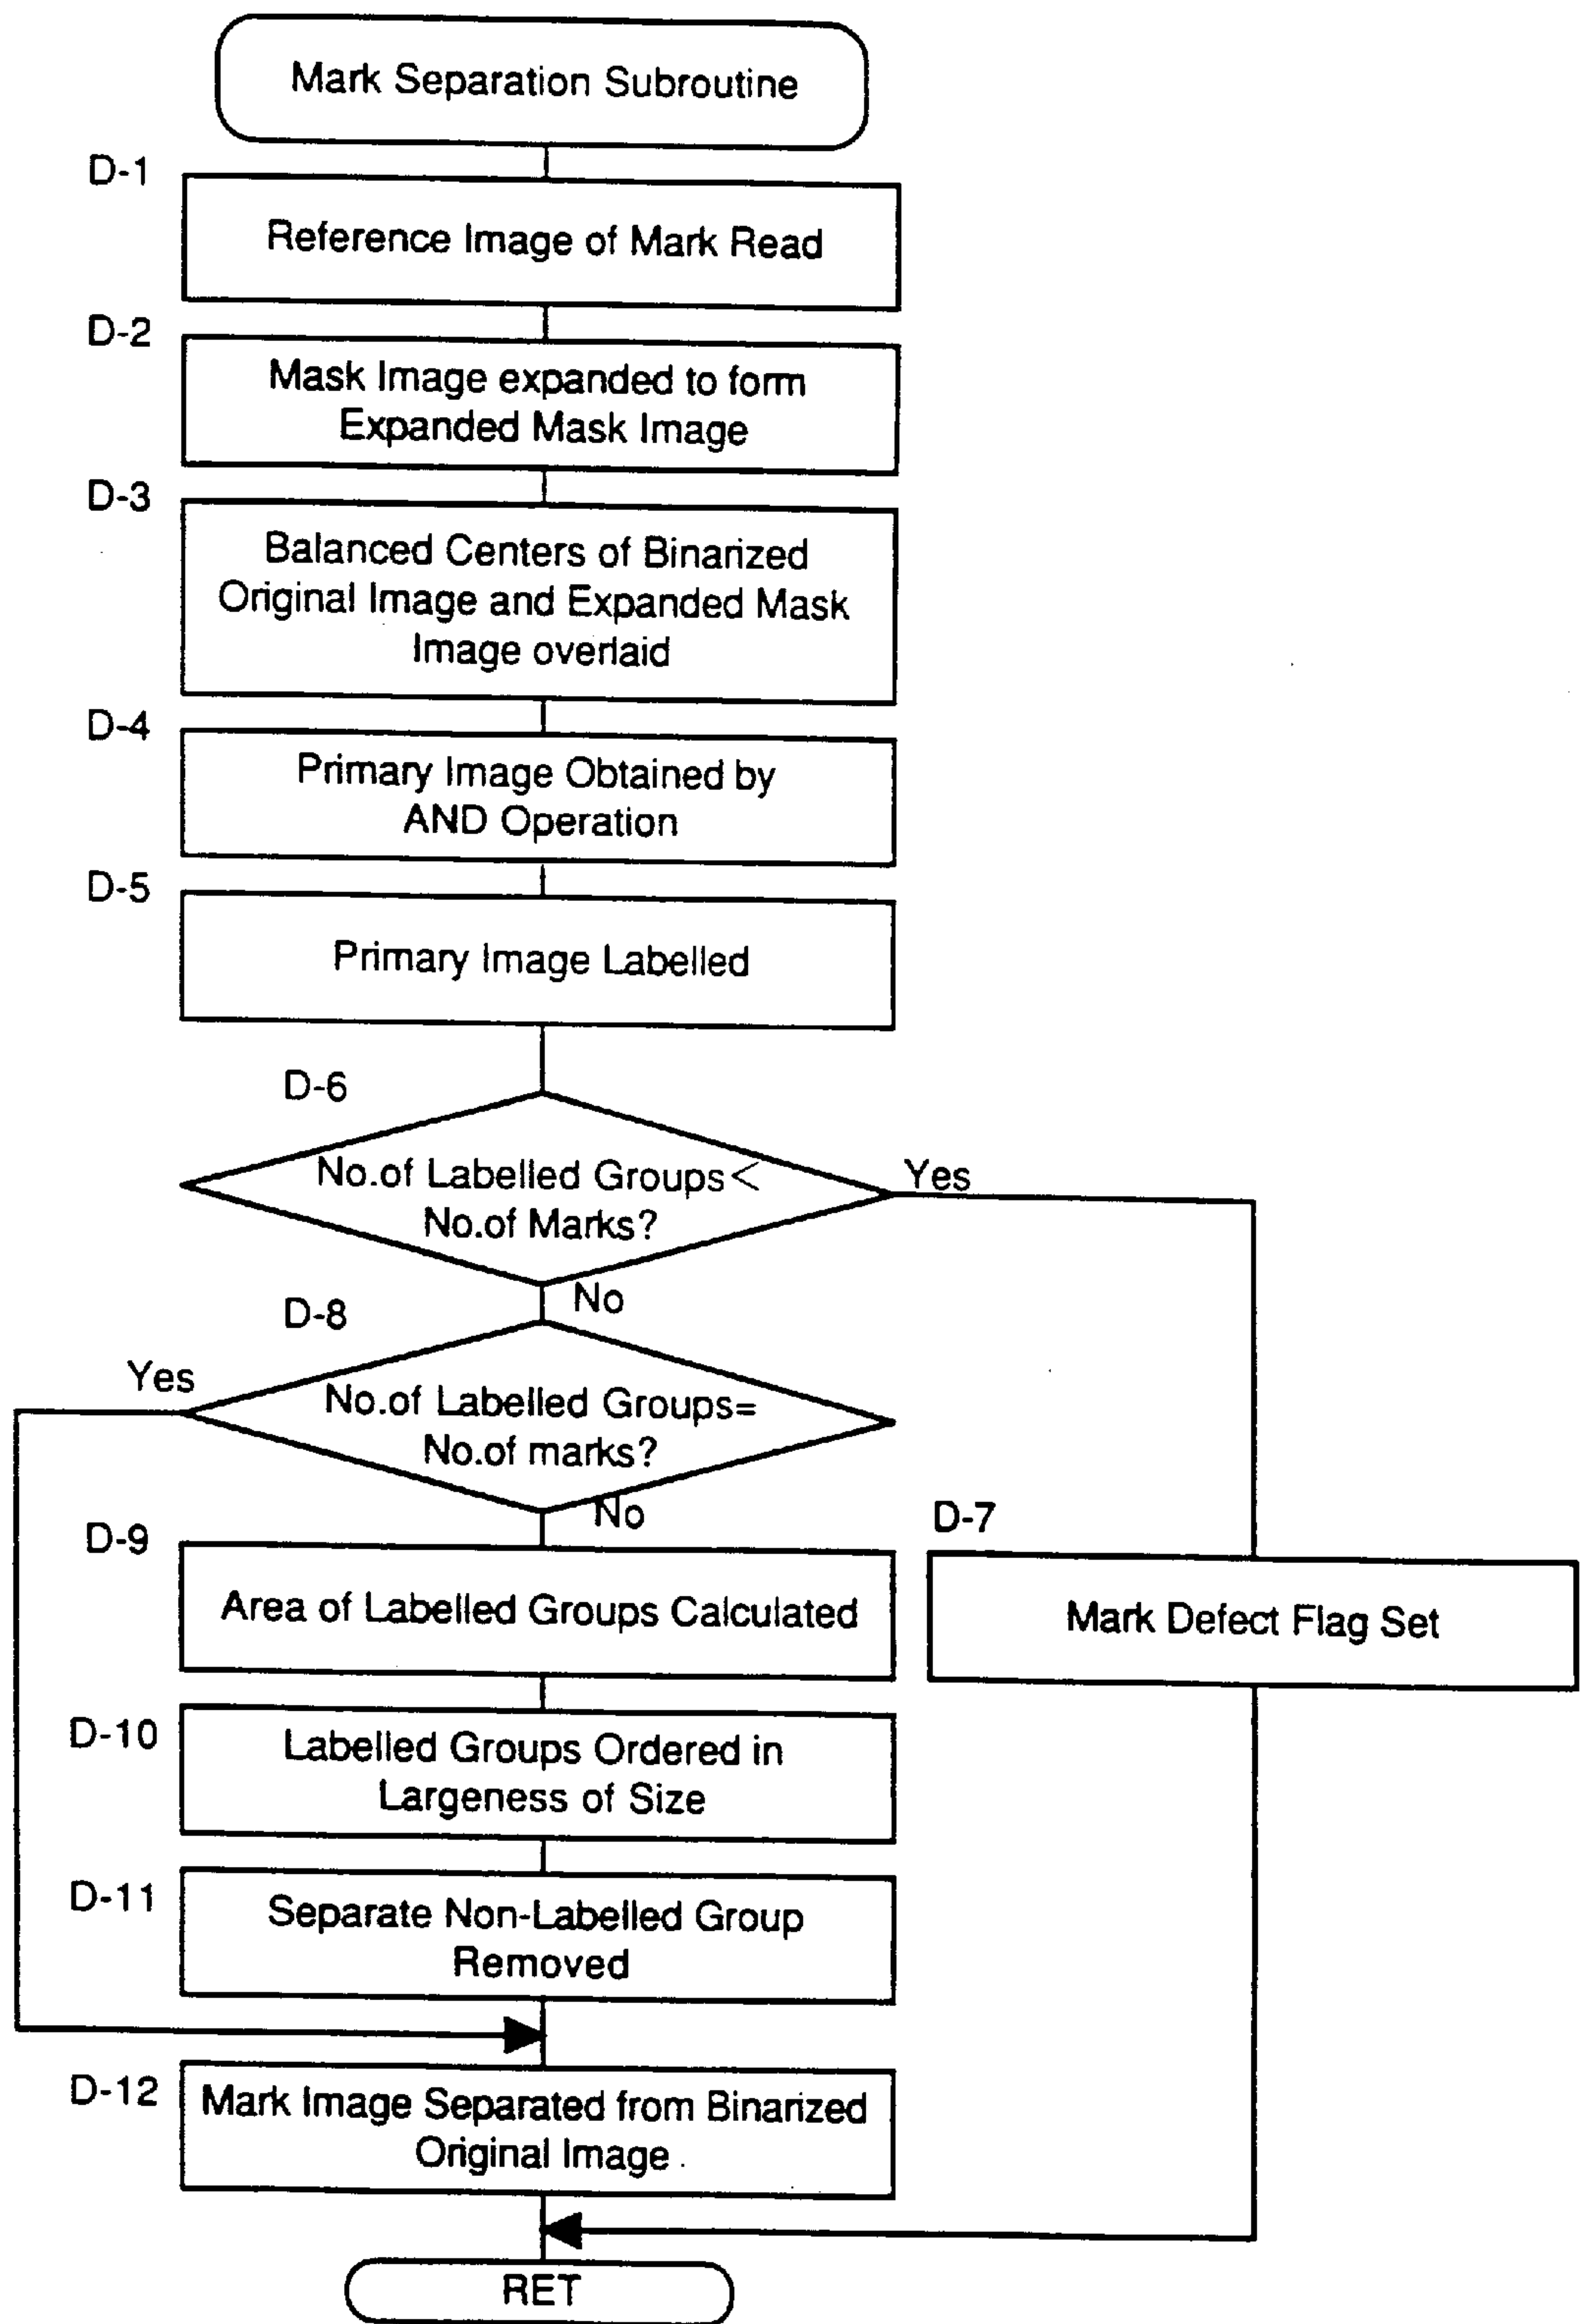 Mark Separation Subroutine
D-1
Reference Image of Mark Read
D-2
Mask Image expanded to form
Expanded Mask Image
D-3
Balanced Centers of Binarized
Original Image and Expanded Mask
Image overlaid
D-4
Primary Image Obtained by
AND Operation
D-5
Primary Image Labelled
D-6
No.of Labelled Groups<
No.of Marks?
Yes
No
D-8
Yes
No.of Labelled Groups=
No.of marks?
No
D-9
Area of Labelled Groups Calculated
D-7
Mark Defect Flag Set
D-10
Labelled Groups Ordered in
Largeness of Size
D-11
Separate Non-Labelled Group
Removed
D-12
Mark Image Separated from Binarized
Original Image
RET